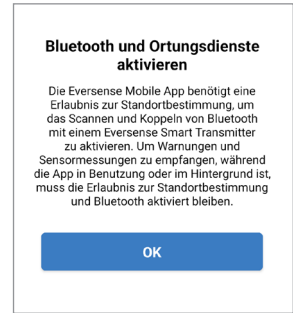 Bluetooth und Ortungsdienste
aktivieren
Die Eversense Mobile App benötigt eine
Erlaubnis zur Standortbestimmung, um
das Scannen und Koppeln von Bluetooth
mit einem Eversense Smart Transmitter
zu aktivieren. Um Warnungen und
Sensormessungen zu empfangen, während
die App in Benutzung oder im Hintergrund ist,
muss die Erlaubnis zur Standortbestimmung
und Bluetooth aktiviert bleiben.
OK